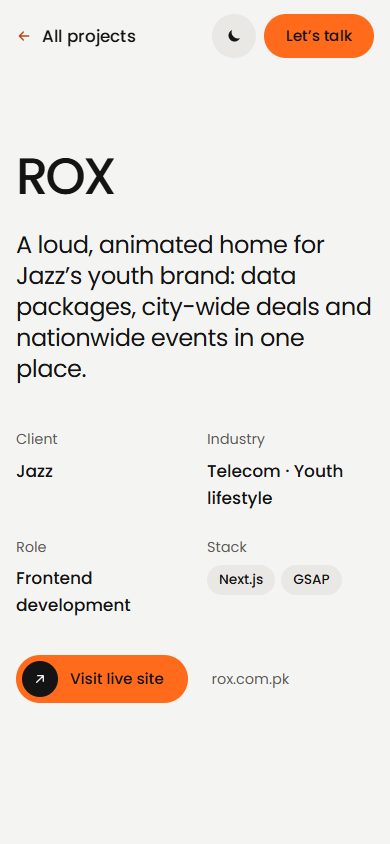 All projects
Let’s talk
ROX
A loud, animated home for
Jazz’s youth brand: data
packages, city-wide deals and
nationwide events in one
place.
Client
Jazz
Industry
Telecom · Youth
lifestyle
Role
Frontend
development
Stack
Next.js
GSAP
Visit live site
rox.com.pk